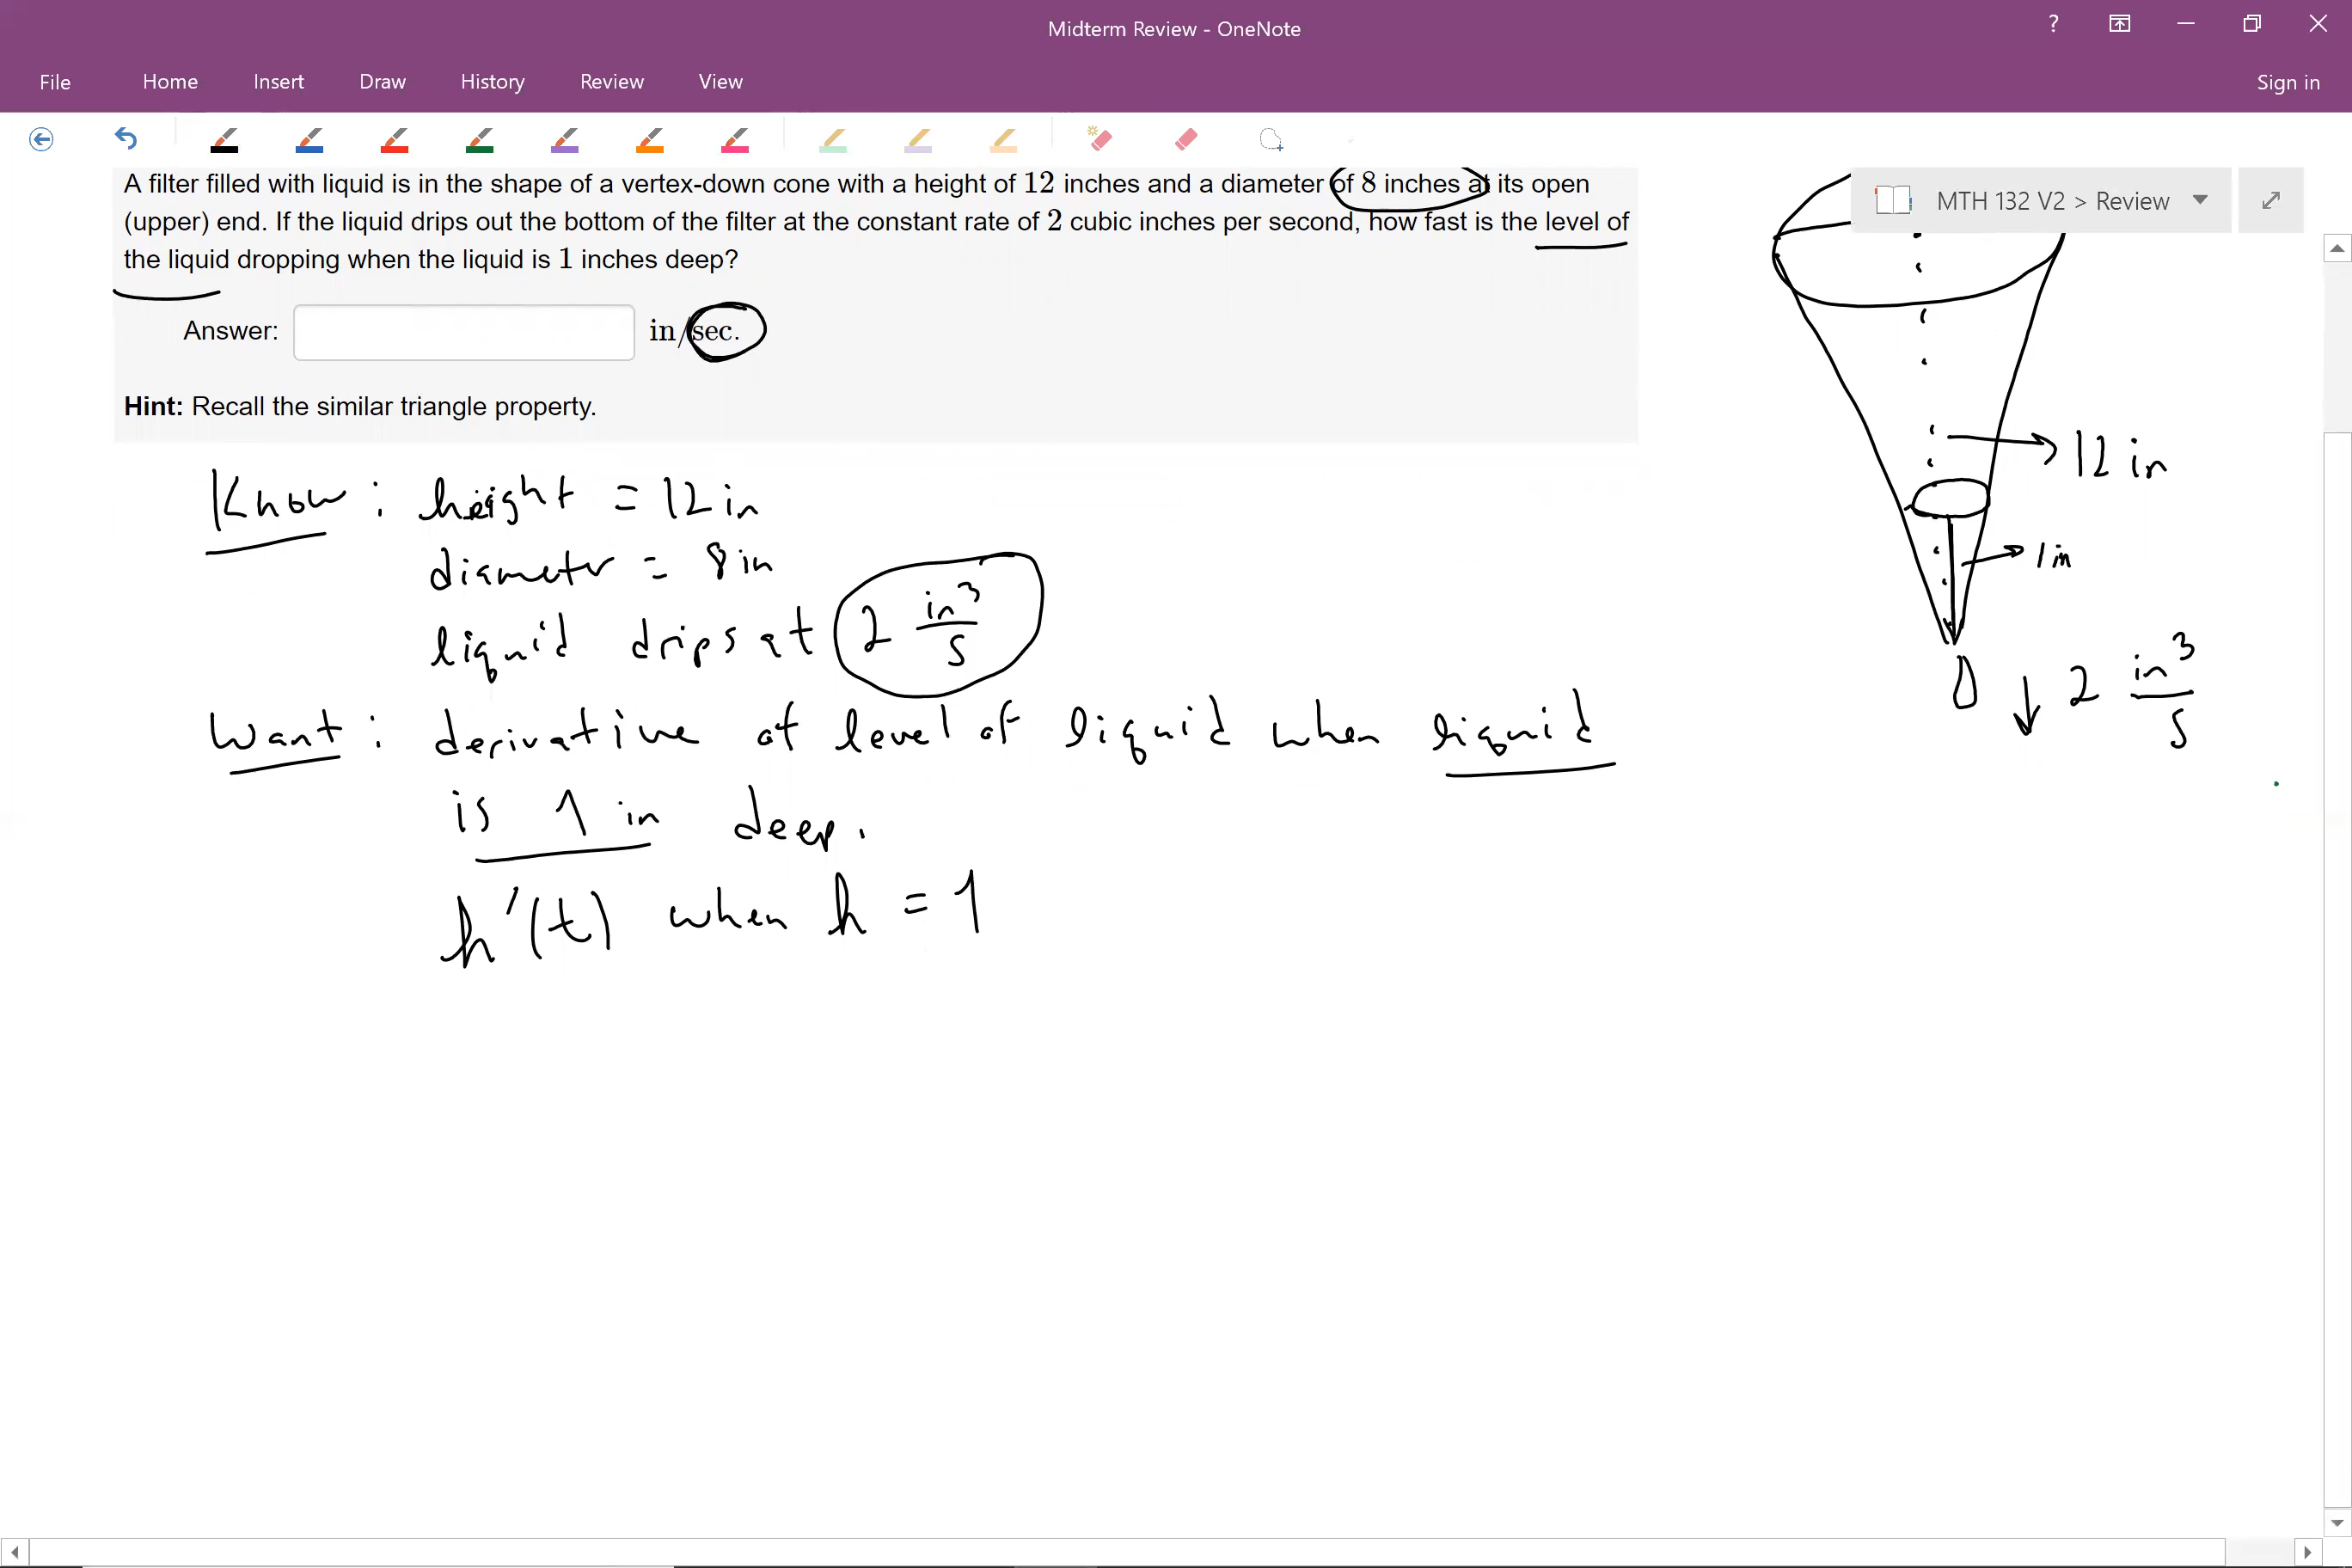 Midterm Review - OneNote
?
File Home Insert Draw History Review View Sign in
MTH 132 V2 > Review
A filter filled with liquid is in the shape of a vertex-down cone with a height of 12 inches and a diameter of 8 inches at its open
(upper) end. If the liquid drips out the bottom of the filter at the constant rate of 2 cubic inches per second, how fast is the level of
the liquid dropping when the liquid is 1 inches deep?
Answer: in/sec.
Hint: Recall the similar triangle property.
Know: height = 12 in
diameter = 8 in
liquid drips at 2 in³/s
Want: derivative of level of liquid when liquid
is 1 in deep.
h'(t) when h = 1
12 in
1 in
2 in³/s